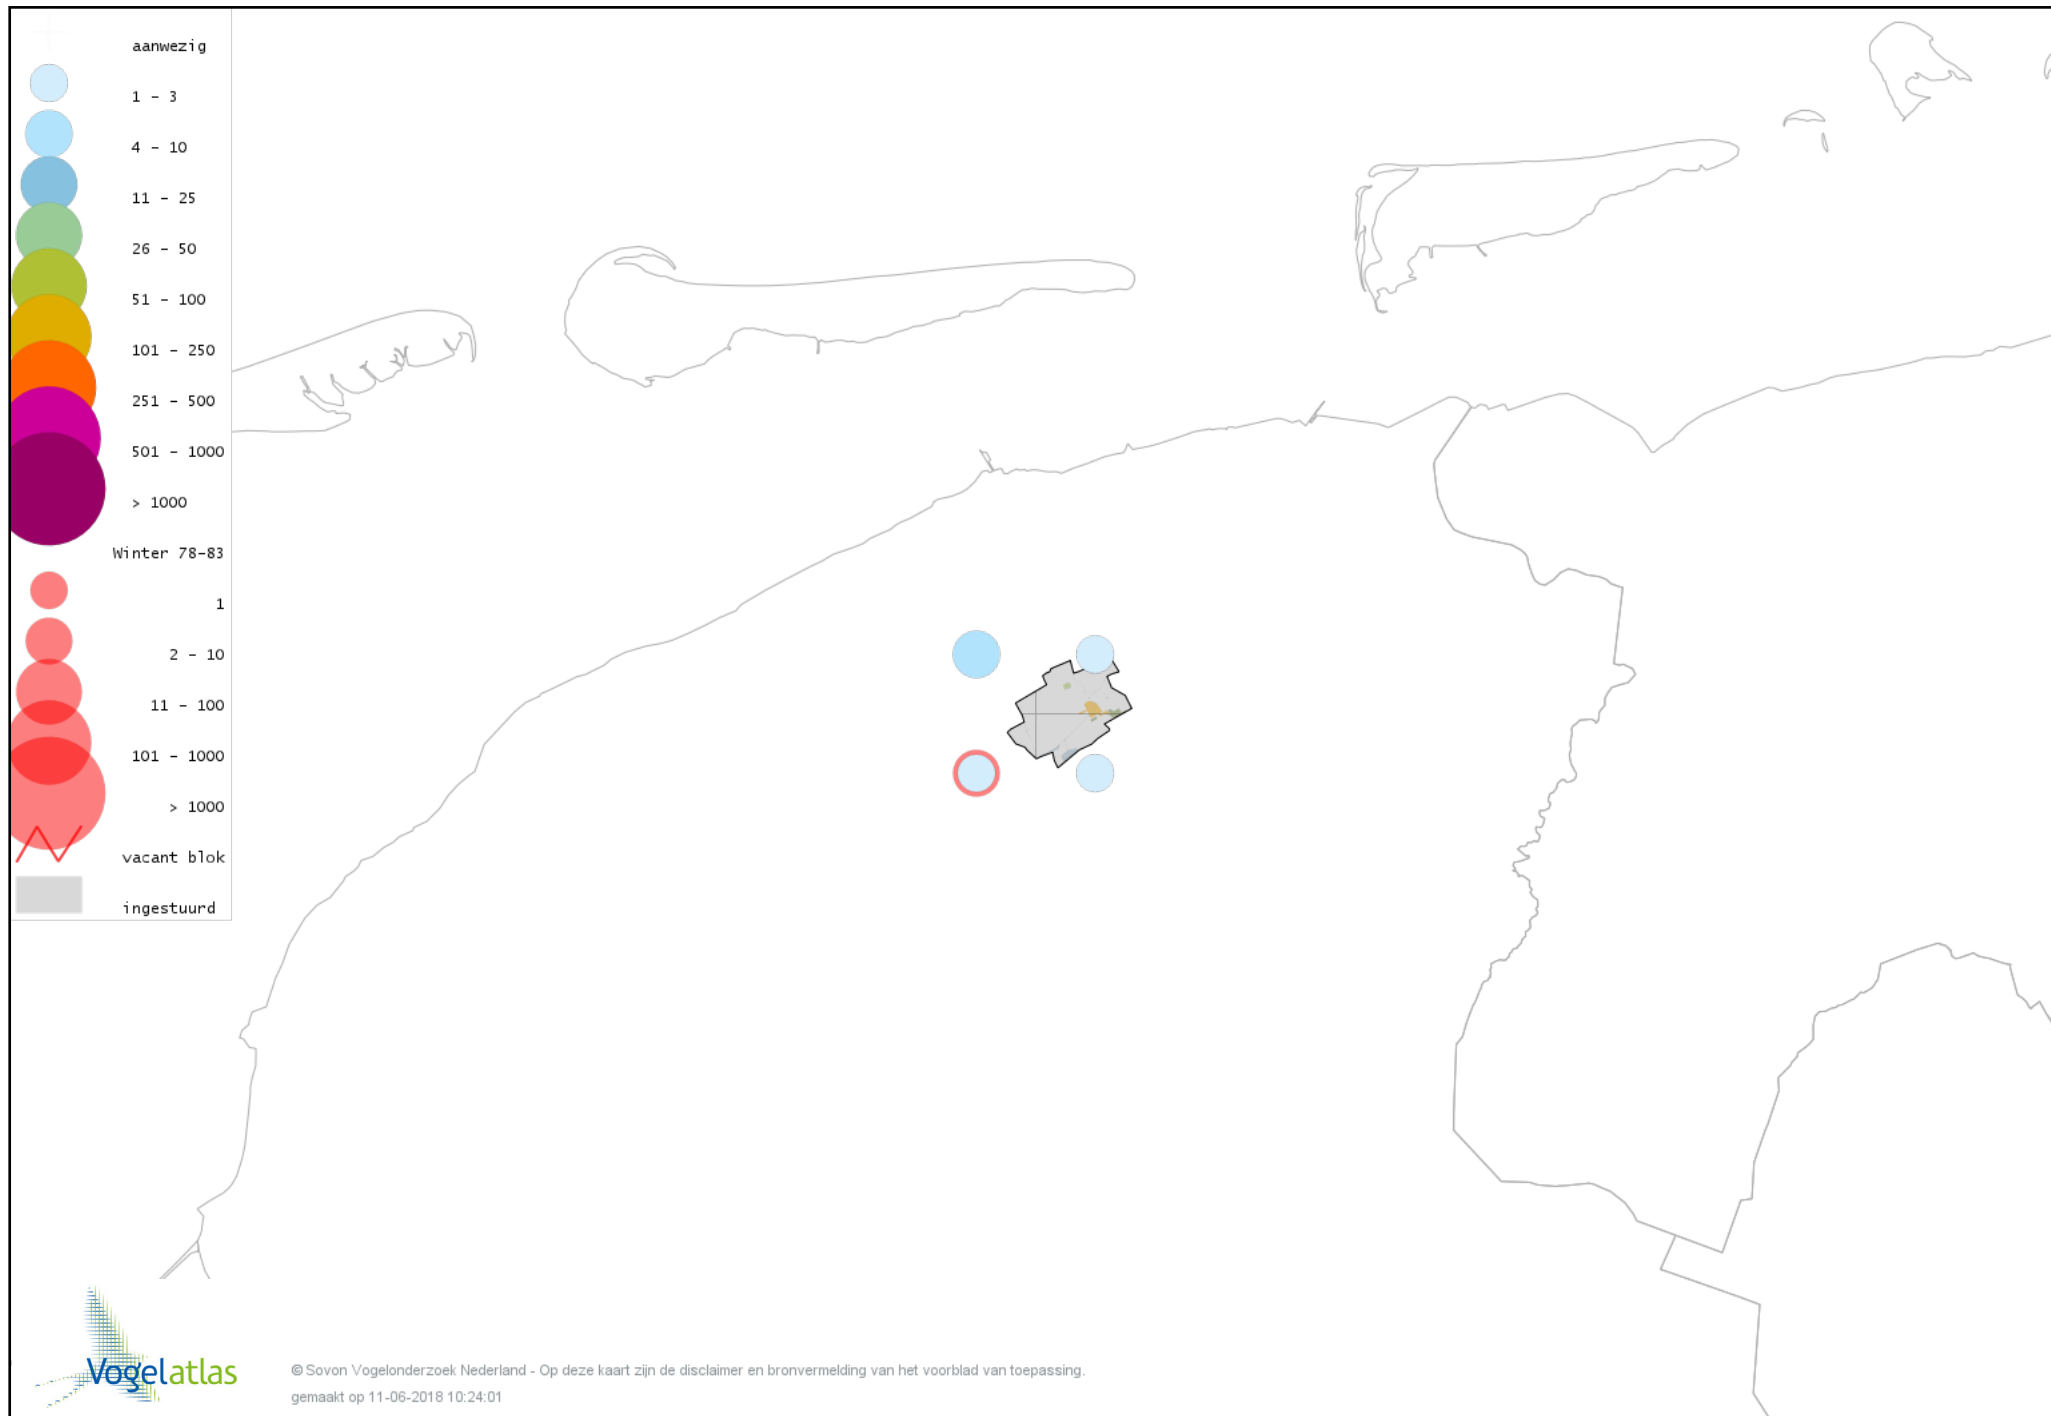 aanwezig
1 - 3
4 - 10
11 - 25
26 - 50
51 - 100
101 - 250
251 - 500
501 - 1000
> 1000
Winter 78-83
1
2 - 10
11 - 100
101 - 1000
> 1000
vacant blok
ingestuurd
Vogelatlas
© Sovon Vogelonderzoek Nederland - Op deze kaart zijn de disclaimer en bronvermelding van het voorblad van toepassing.
gemaakt op 11-06-2018 10:24:01